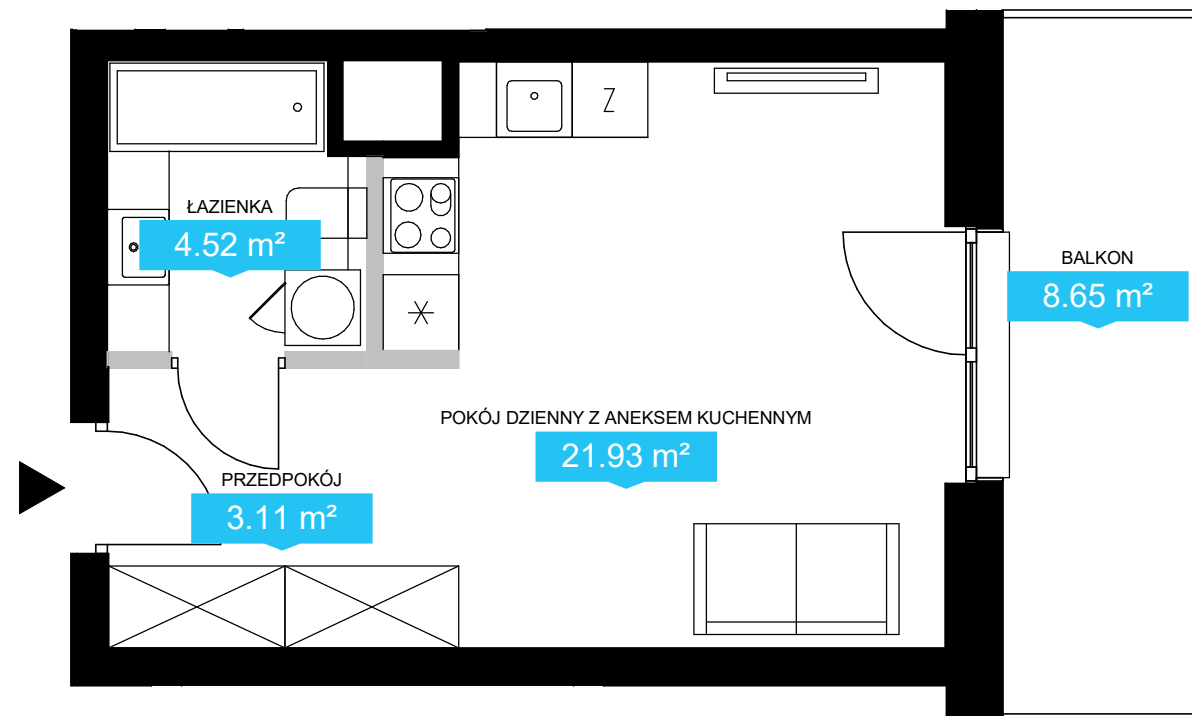 Z
ŁAZIENKA
4.52 m²
BALKON
8.65 m²
POKÓJ DZIENNY Z ANEKSEM KUCHENNYM
21.93 m²
PRZEDPOKÓJ
3.11 m²